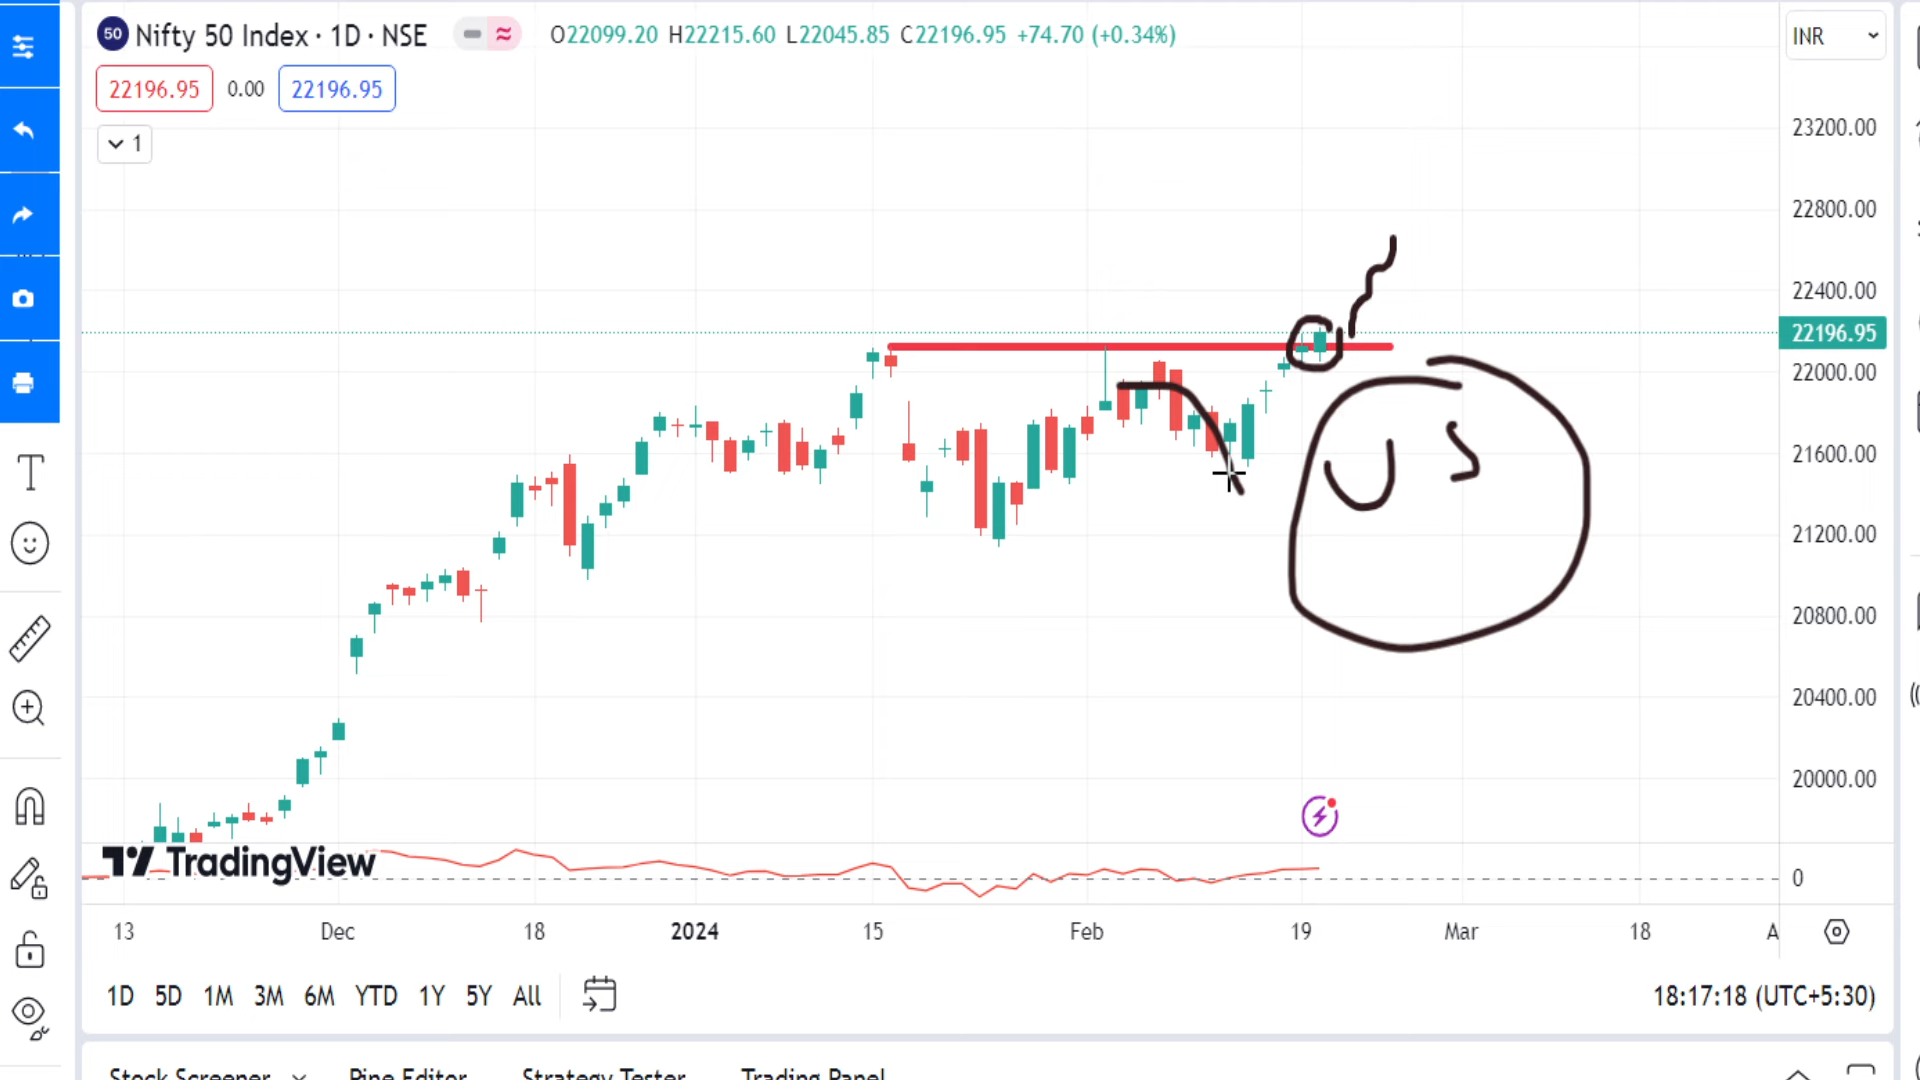 50 Nifty 50 Index · 1D · NSE O22099.20 H22215.60 L22045.85 C22196.95 +74.70 (+0.34%) INR
22196.95 0.00 22196.95
1
23200.00
22800.00
22400.00
22196.95
22000.00
21600.00
21200.00
20800.00
20400.00
20000.00
US
TradingView
0
13 Dec 18 2024 15 Feb 19 Mar 18 A
1D 5D 1M 3M 6M YTD 1Y 5Y All 18:17:18 (UTC+5:30)
Stock Screener Pine Editor Strategy Tester Trading Panel